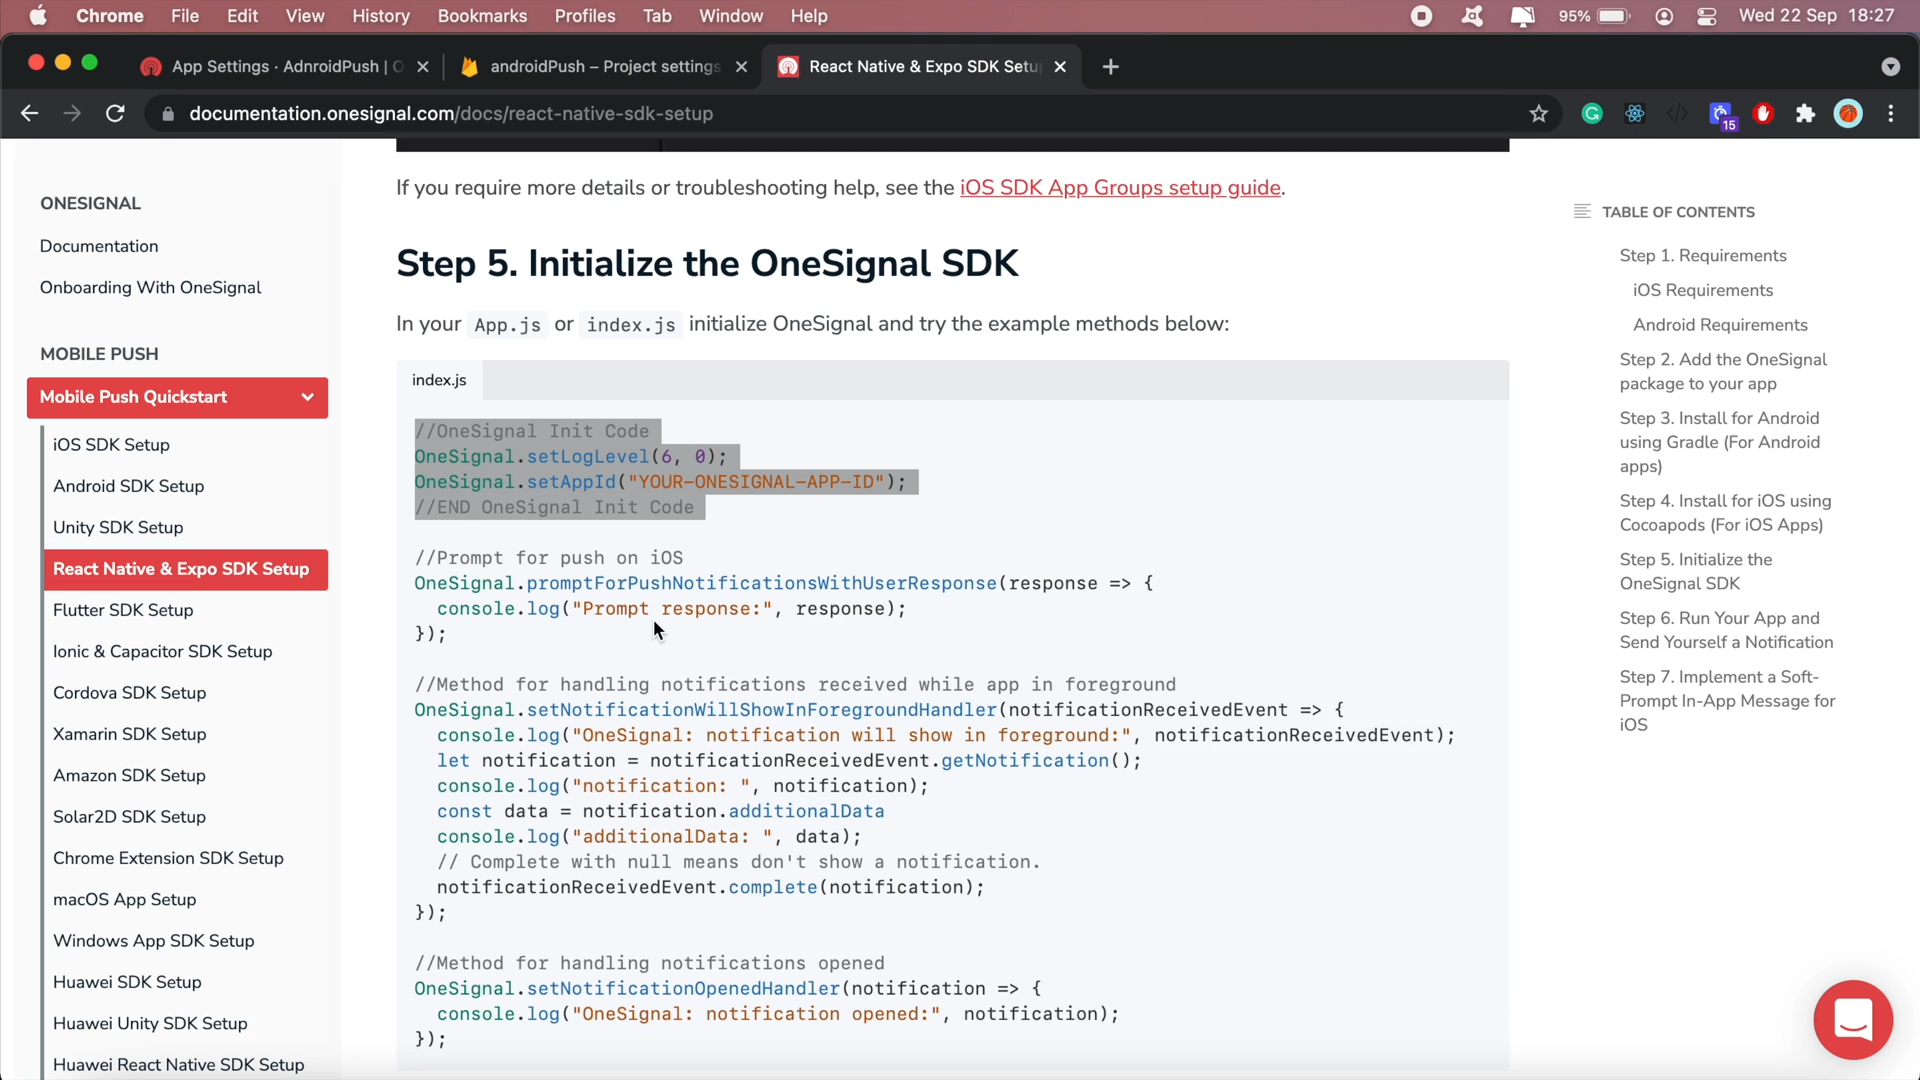 Chrome File Edit View History Bookmarks Profiles Tab Window Help 95% Wed 22 Sep 18:27
App Settings · AdnroidPush | O androidPush – Project settings React Native & Expo SDK Setu
documentation.onesignal.com/docs/react-native-sdk-setup 15
ONESIGNAL
Documentation
Onboarding With OneSignal
MOBILE PUSH
Mobile Push Quickstart
iOS SDK Setup
Android SDK Setup
Unity SDK Setup
React Native & Expo SDK Setup
Flutter SDK Setup
Ionic & Capacitor SDK Setup
Cordova SDK Setup
Xamarin SDK Setup
Amazon SDK Setup
Solar2D SDK Setup
Chrome Extension SDK Setup
macOS App Setup
Windows App SDK Setup
Huawei SDK Setup
Huawei Unity SDK Setup
Huawei React Native SDK Setup
If you require more details or troubleshooting help, see the iOS SDK App Groups setup guide.
Step 5. Initialize the OneSignal SDK
In your App.js or index.js initialize OneSignal and try the example methods below:
index.js
//OneSignal Init Code
OneSignal.setLogLevel(6, 0);
OneSignal.setAppId("YOUR-ONESIGNAL-APP-ID");
//END OneSignal Init Code
//Prompt for push on iOS
OneSignal.promptForPushNotificationsWithUserResponse(response => {
console.log("Prompt response:", response);
});
//Method for handling notifications received while app in foreground
OneSignal.setNotificationWillShowInForegroundHandler(notificationReceivedEvent => {
console.log("OneSignal: notification will show in foreground:", notificationReceivedEvent);
let notification = notificationReceivedEvent.getNotification();
console.log("notification: ", notification);
const data = notification.additionalData
console.log("additionalData: ", data);
// Complete with null means don't show a notification.
notificationReceivedEvent.complete(notification);
});
//Method for handling notifications opened
OneSignal.setNotificationOpenedHandler(notification => {
console.log("OneSignal: notification opened:", notification);
});
TABLE OF CONTENTS
Step 1. Requirements
iOS Requirements
Android Requirements
Step 2. Add the OneSignal
package to your app
Step 3. Install for Android
using Gradle (For Android
apps)
Step 4. Install for iOS using
Cocoapods (For iOS Apps)
Step 5. Initialize the
OneSignal SDK
Step 6. Run Your App and
Send Yourself a Notification
Step 7. Implement a Soft-
Prompt In-App Message for
iOS